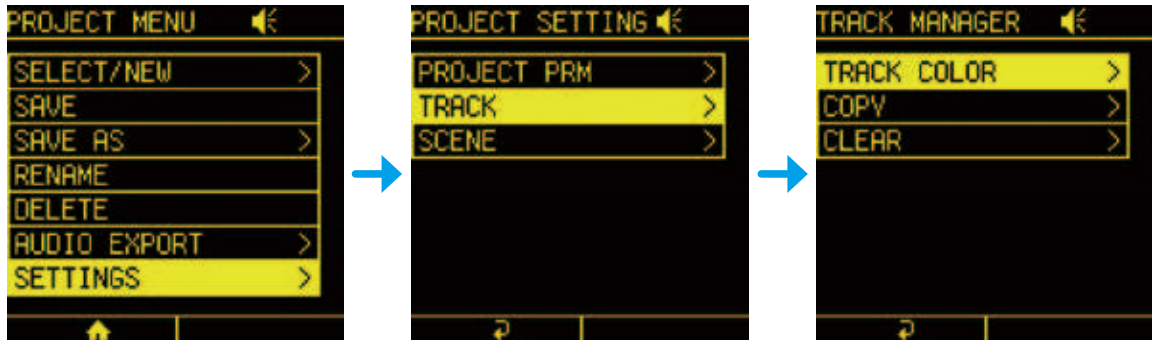 PROJECT MENU
SELECT/NEW >
SAVE
SAVE AS >
RENAME
DELETE
AUDIO EXPORT >
SETTINGS >
PROJECT SETTING
PROJECT PRM >
TRACK >
SCENE >
TRACK MANAGER
TRACK COLOR >
COPY >
CLEAR >